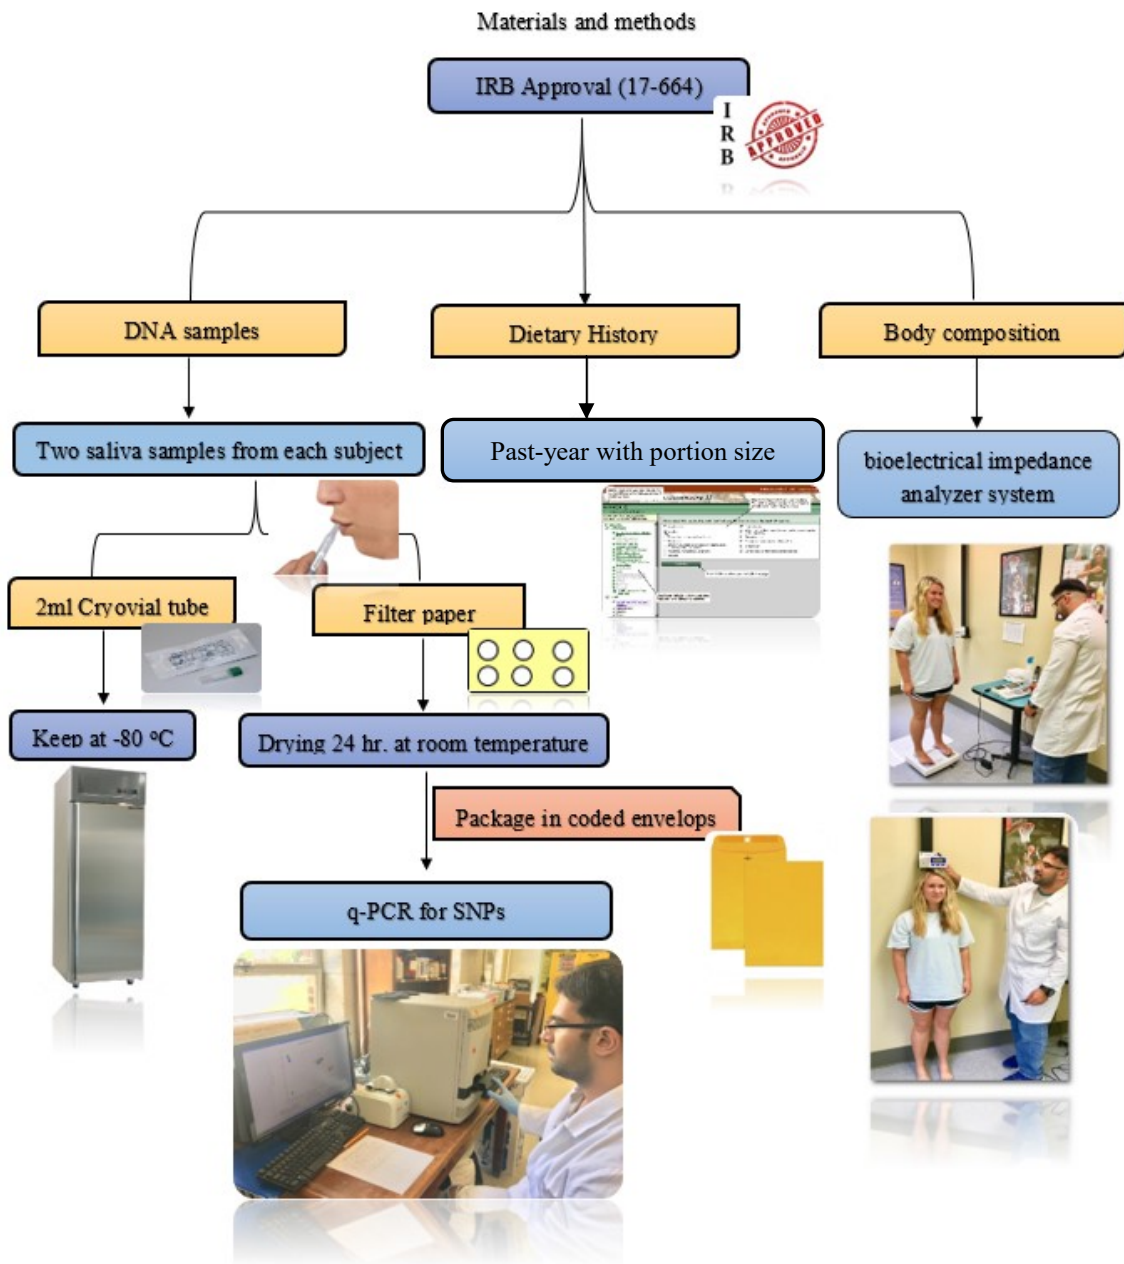 Materials and methods
IRB Approval (17-664)
I
R
B
APPROVED
DNA samples
Dietary History
Body composition
Two saliva samples from each subject
Past-year with portion size
bioelectrical impedance
analyzer system
2ml Cryovial tube
Filter paper
Keep at -80 °C
Drying 24 hr. at room temperature
Package in coded envelops
q-PCR for SNPs